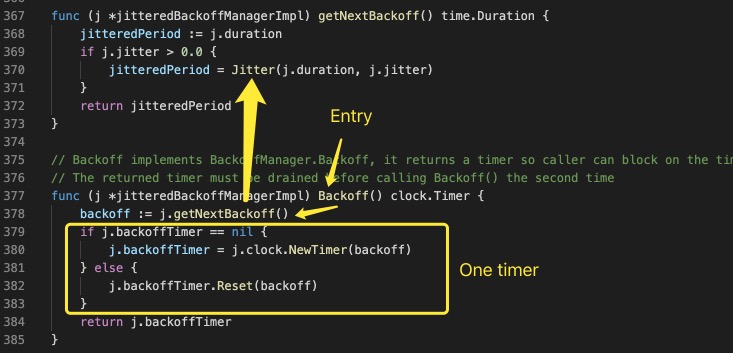 367 func (j *jitteredBackoffManagerImpl) getNextBackoff() time.Duration {
368 jitteredPeriod := j.duration
369 if j.jitter > 0.0 {
370 jitteredPeriod = Jitter(j.duration, j.jitter)
371 }
372 return jitteredPeriod
373 }
Entry
374
375 // Backoff implements BackoffManager.Backoff, it returns a timer so caller can block on the
376 // The returned timer must be drained before calling Backoff() the second time
377 func (j *jitteredBackoffManagerImpl) Backoff() clock.Timer {
378 backoff := j.getNextBackoff()
379 if j.backoffTimer == nil {
380 j.backoffTimer = j.clock.NewTimer(backoff)
381 } else {
One timer
382 j.backoffTimer.Reset(backoff)
383 }
384 return j.backoffTimer
385 }